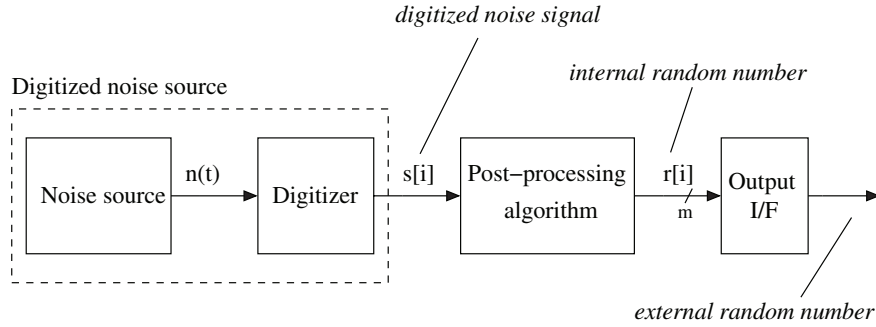 digitized noise signal
Digitized noise source
internal random number
Noise source
n(t)
Digitizer
s[i]
Post−processing
algorithm
r[i]
m
Output
I/F
external random number